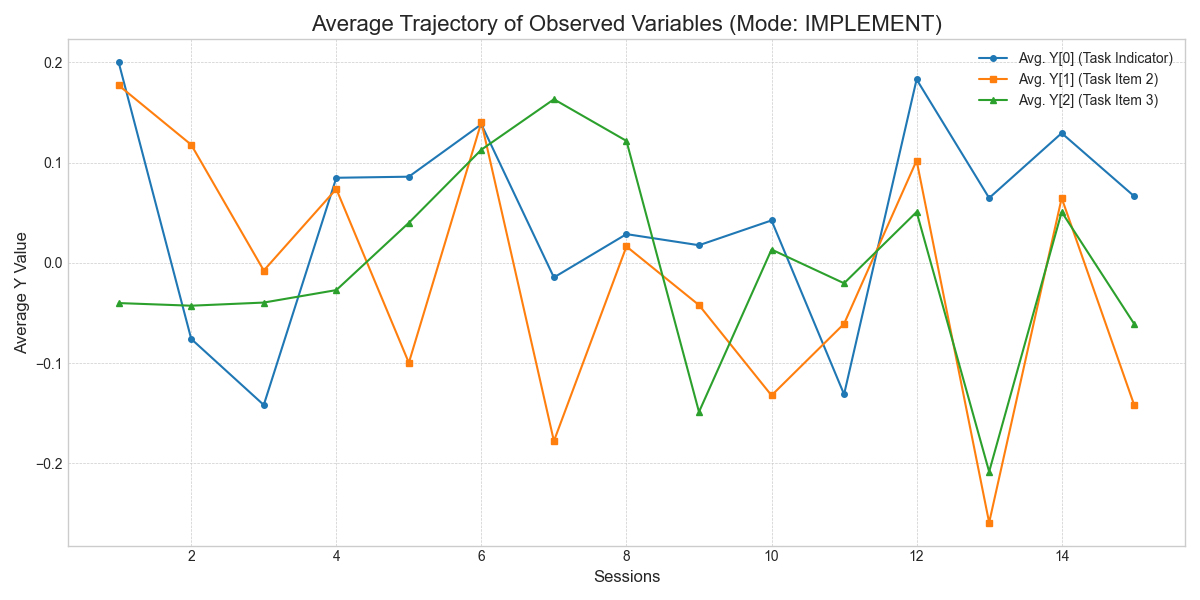 Average Trajectory of Observed Variables (Mode: IMPLEMENT)
Avg. Y[0] (Task Indicator)
Avg. Y[1] (Task Item 2)
Avg. Y[2] (Task Item 3)
Average Y Value
0.2
0.1
0.0
−0.1
−0.2
2 4 6 8 10 12 14
Sessions